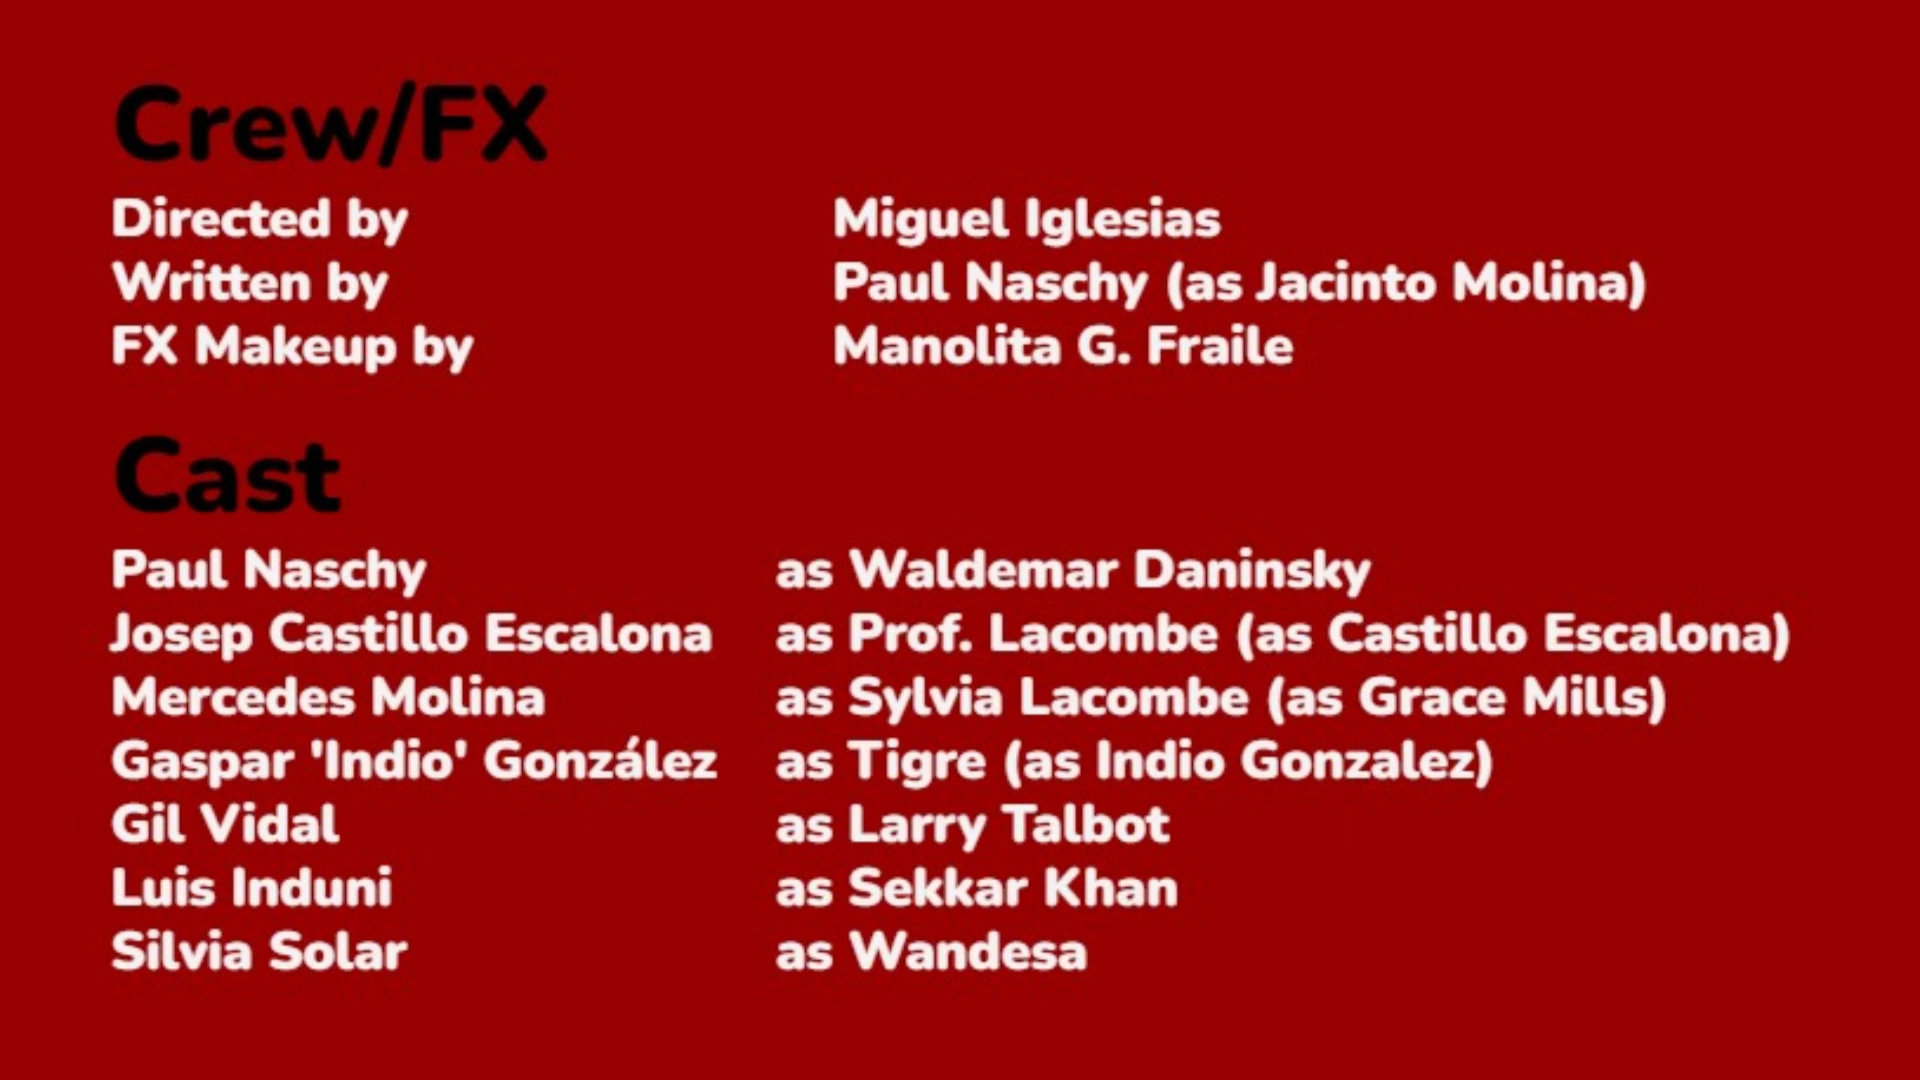 Crew/FX
Directed by Miguel Iglesias
Written by Paul Naschy (as Jacinto Molina)
FX Makeup by Manolita G. Fraile
Cast
Paul Naschy as Waldemar Daninsky
Josep Castillo Escalona as Prof. Lacombe (as Castillo Escalona)
Mercedes Molina as Sylvia Lacombe (as Grace Mills)
Gaspar 'Indio' González as Tigre (as Indio Gonzalez)
Gil Vidal as Larry Talbot
Luis Induni as Sekkar Khan
Silvia Solar as Wandesa